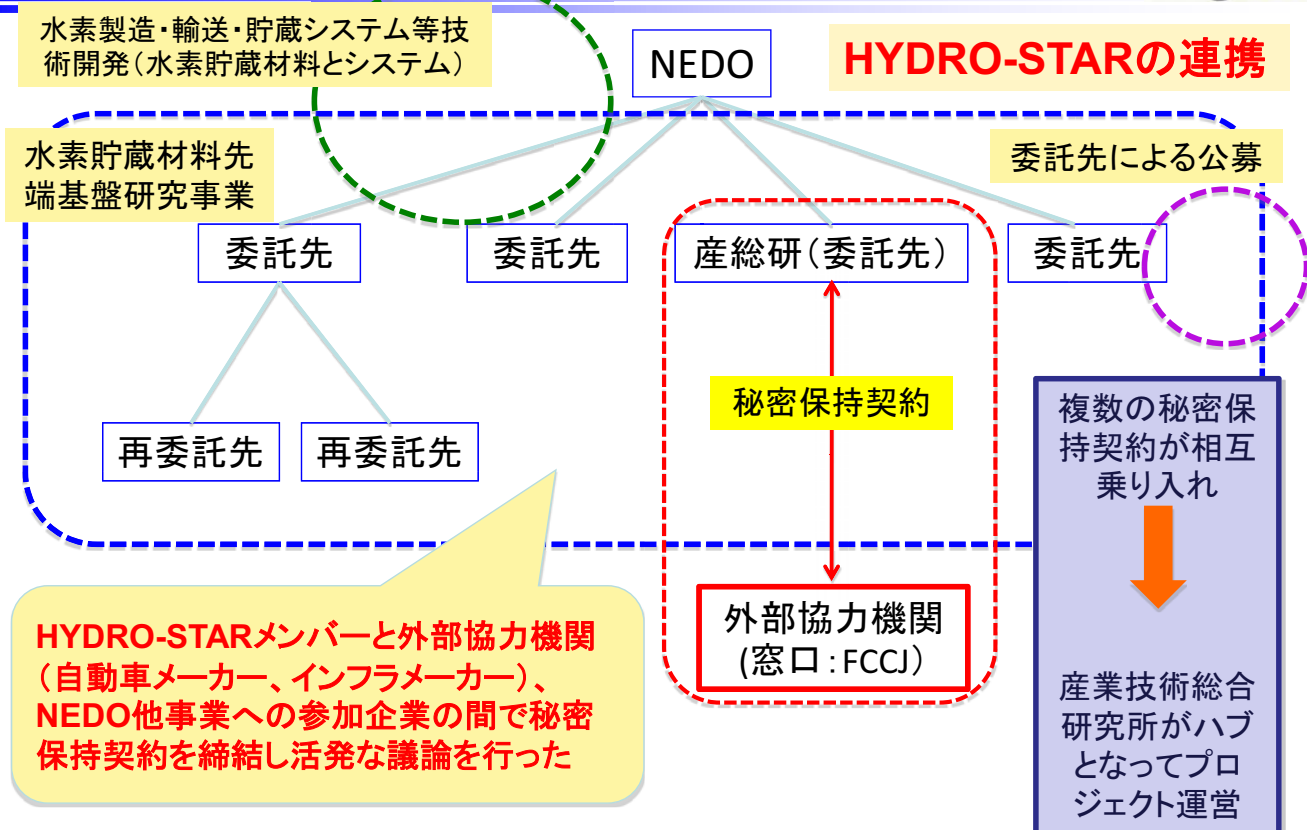 水素製造・輸送・貯蔵システム等技
術開発(水素貯蔵材料とシステム)
NEDO
HYDRO-STARの連携
水素貯蔵材料先
端基盤研究事業
委託先による公募
委託先
委託先
産総研(委託先)
委託先
秘密保持契約
再委託先
再委託先
複数の秘密保
持契約が相互
乗り入れ
外部協力機関
(窓口:FCCJ)
HYDRO-STARメンバーと外部協力機関
(自動車メーカー、インフラメーカー)、
NEDO他事業への参加企業の間で秘密
保持契約を締結し活発な議論を行った
産業技術総合
研究所がハブ
となってプロ
ジェクト運営